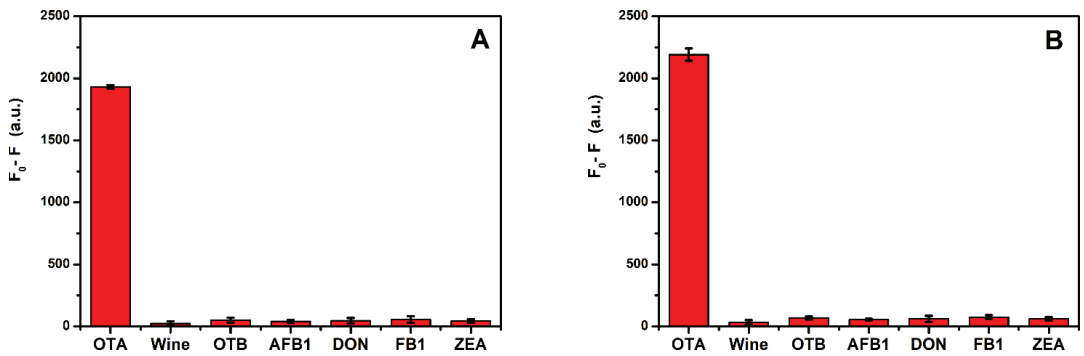 A
F0- F (a.u.)
2500
2000
1500
1000
500
0
OTA Wine OTB AFB1 DON FB1 ZEA
B
F0- F (a.u.)
2500
2000
1500
1000
500
0
OTA Wine OTB AFB1 DON FB1 ZEA